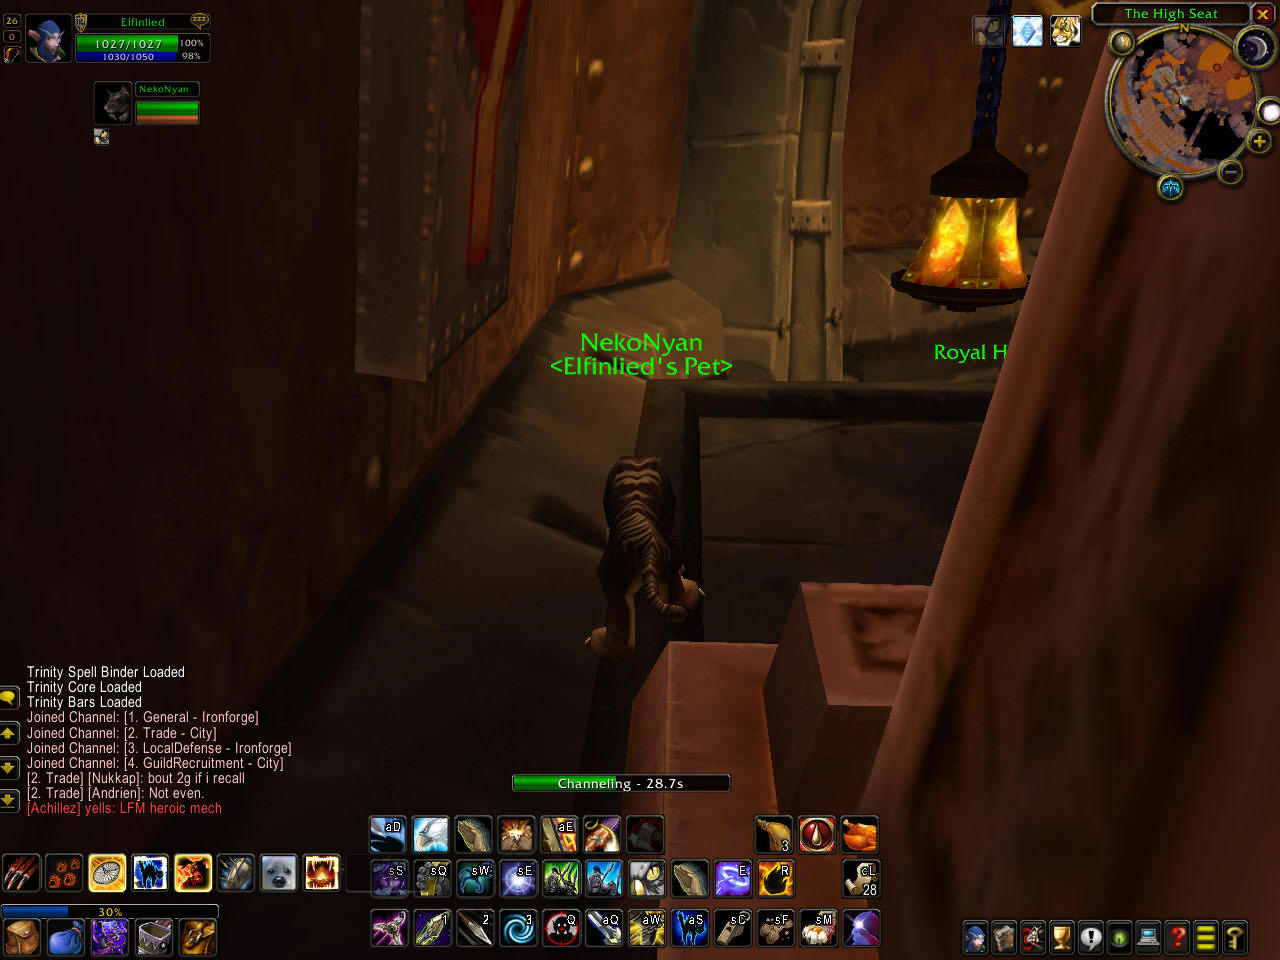 26
Elfinlied
zzz
0
1027/1027
100%
1030/1050
98%
NekoNyan
The High Seat
N
NekoNyan
<Elfinlied's Pet>
Royal H
Trinity Spell Binder Loaded
Trinity Core Loaded
Trinity Bars Loaded
Joined Channel: [1. General - Ironforge]
Joined Channel: [2. Trade - City]
Joined Channel: [3. LocalDefense - Ironforge]
Joined Channel: [4. GuildRecruitment - City]
[2. Trade] [Nukkap]: bout 2g if i recall
[2. Trade] [Andrien]: Not even.
[Achillez] yells: LFM heroic mech
Channeling - 28.7s
aD
aE
3
sS
sQ
sW
sE
E
R
cL
28
30%
1
2
3
Q
aQ
aW
aS
sC
sF
sM